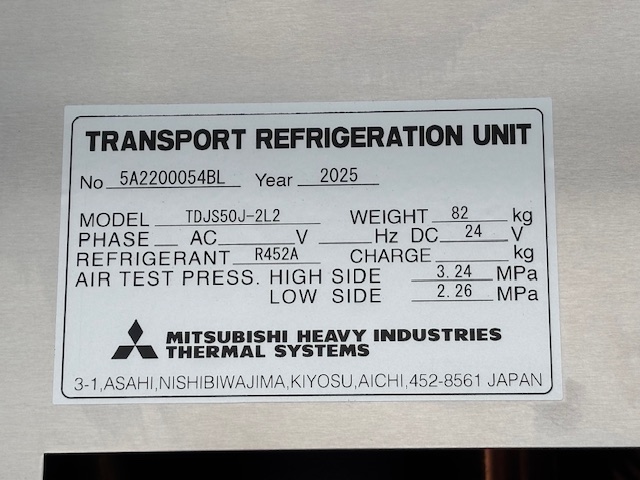 TRANSPORT REFRIGERATION UNIT
No 5A2200054BL Year 2025
MODEL TDJS50J-2L2 WEIGHT 82 kg
PHASE AC V Hz DC 24 V
REFRIGERANT R452A CHARGE kg
AIR TEST PRESS. HIGH SIDE 3.24 MPa
LOW SIDE 2.26 MPa
MITSUBISHI HEAVY INDUSTRIES
THERMAL SYSTEMS
3-1,ASAHI,NISHIBIWAJIMA,KIYOSU,AICHI,452-8561 JAPAN